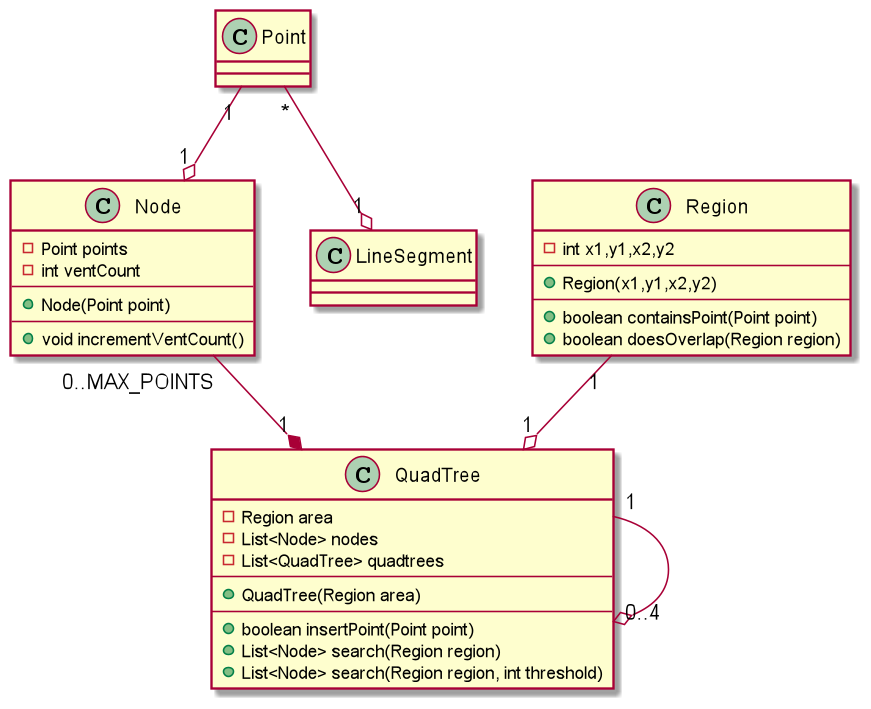 C Point
1
*
1
1
C Node
Point points
int ventCount
Node(Point point)
void incrementVentCount()
C LineSegment
C Region
int x1,y1,x2,y2
Region(x1,y1,x2,y2)
boolean containsPoint(Point point)
boolean doesOverlap(Region region)
0..MAX_POINTS
1
1
1
C QuadTree
Region area
List<Node> nodes
List<QuadTree> quadtrees
QuadTree(Region area)
boolean insertPoint(Point point)
List<Node> search(Region region)
List<Node> search(Region region, int threshold)
1
0..4